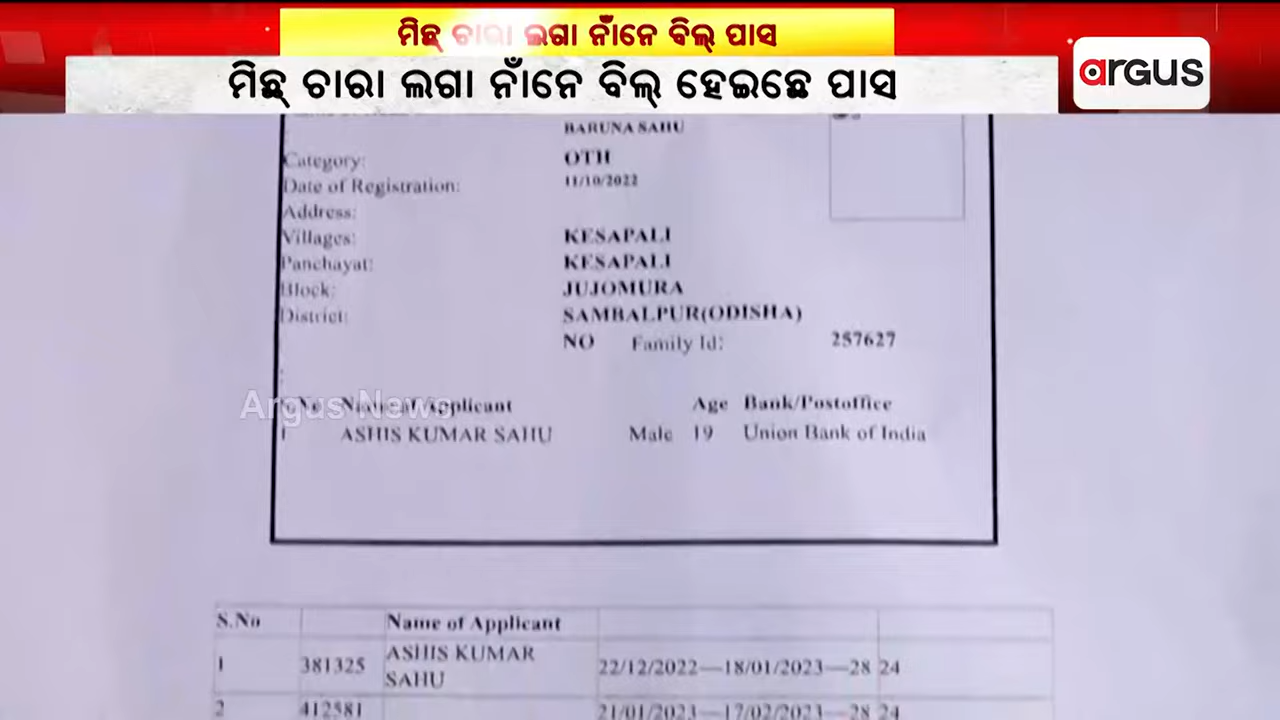 ମିଛ୍ ଚାରା ଲଗା ନାଁନେ ବିଲ୍ ପାସ
ମିଛ୍ ଚାରା ଲଗା ନାଁନେ ବିଲ୍ ହେଇଛେ ପାସ
argus
BARUNA SAHU
Category: OTH
Date of Registration: 11/10/2022
Address:
Villages: KESAPALI
Panchayat: KESAPALI
Block: JUJOMURA
District: SAMBALPUR(ODISHA)
NO Family Id: 257627
Argus News
Name of Applicant Age Bank/Postoffice
1 ASHIS KUMAR SAHU Male 19 Union Bank of India
S.No Name of Applicant
1 381325 ASHIS KUMAR SAHU 22/12/2022—18/01/2023—28 24
2 412581 21/01/2023—17/02/2023—28 24